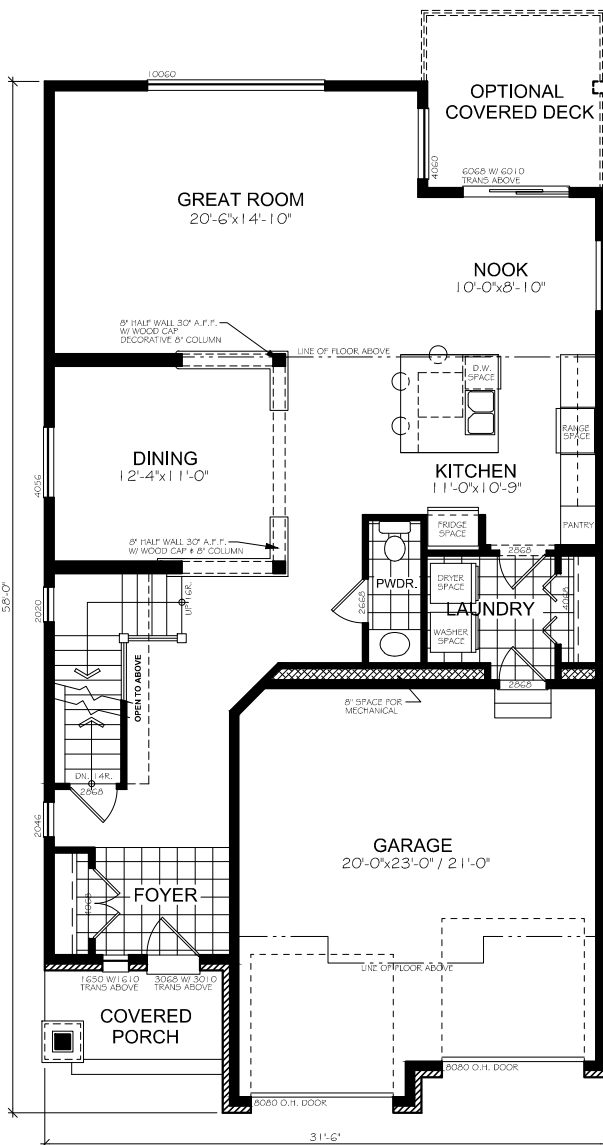 10060
OPTIONAL
COVERED DECK
4060
6068 W/ 6010
TRANS ABOVE
GREAT ROOM
20'-6"x14'-10"
NOOK
10'-0"x8'-10"
8" HALF WALL 30" A.F.F.
W/ WOOD CAP
DECORATIVE 8" COLUMN
LINE OF FLOOR ABOVE
D.W.
SPACE
RANGE
SPACE
DINING
12'-4"x11'-0"
4056
KITCHEN
11'-0"x10'-9"
FRIDGE
SPACE
PANTRY
8" HALF WALL 30" A.F.F.
W/ WOOD CAP & 8" COLUMN
2868
58'-0"
2020
UP 16R.
PWDR.
2668
DRYER
SPACE
LAUNDRY
4068
WASHER
SPACE
OPEN TO ABOVE
2868
8" SPACE FOR
MECHANICAL
DN. 14R.
2868
2046
GARAGE
20'-0"x23'-0" / 21'-0"
FOYER
4068
LINE OF FLOOR ABOVE
1650 W/1610
TRANS ABOVE
3068 W/ 3010
TRANS ABOVE
COVERED
PORCH
8080 O.H. DOOR
8080 O.H. DOOR
31'-6"